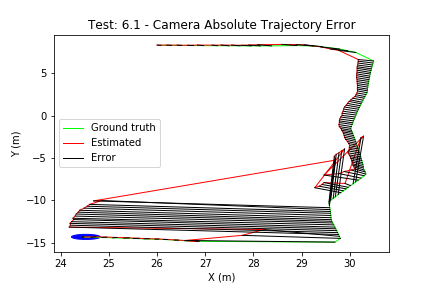 Test: 6.1 - Camera Absolute Trajectory Error
Y (m)
5
0
−5
−10
−15
Ground truth
Estimated
Error
24 25 26 27 28 29 30
X (m)